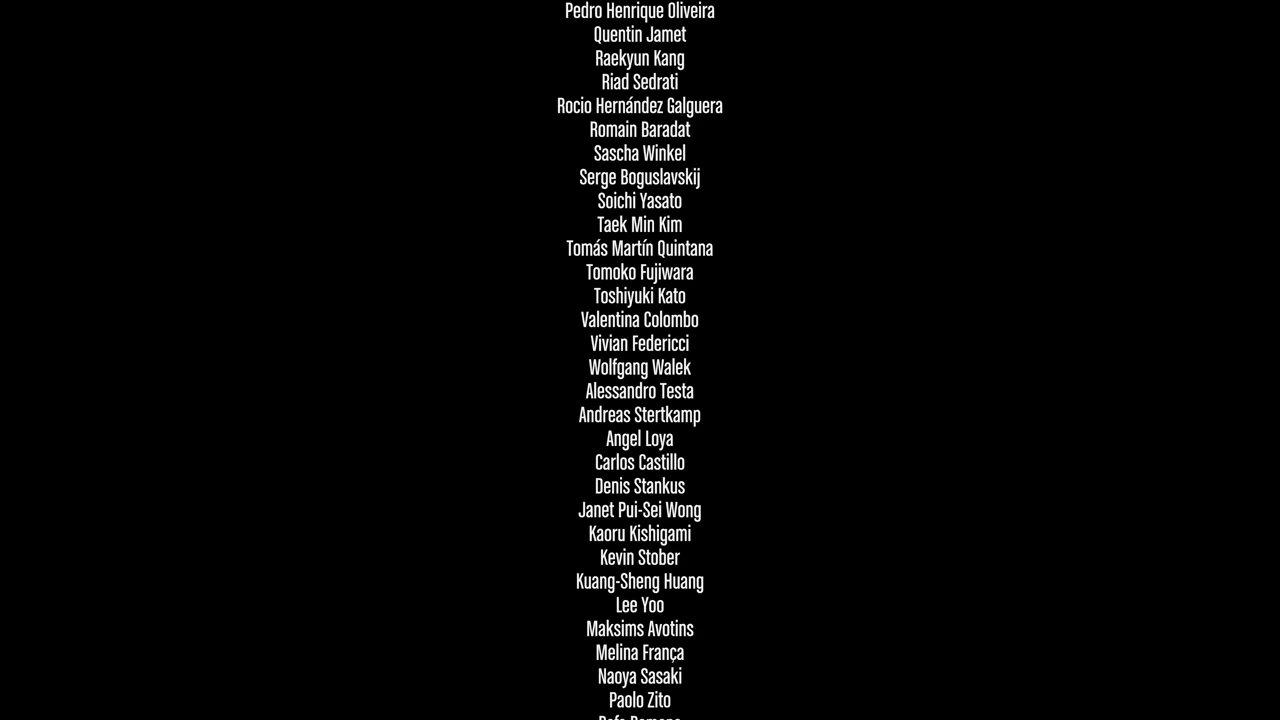 Pedro Henrique Oliveira
Quentin Jamet
Raekyun Kang
Riad Sedrati
Rocio Hernández Galguera
Romain Baradat
Sascha Winkel
Serge Boguslavskij
Soichi Yasato
Taek Min Kim
Tomás Martín Quintana
Tomoko Fujiwara
Toshiyuki Kato
Valentina Colombo
Vivian Federicci
Wolfgang Walek
Alessandro Testa
Andreas Stertkamp
Angel Loya
Carlos Castillo
Denis Stankus
Janet Pui-Sei Wong
Kaoru Kishigami
Kevin Stober
Kuang-Sheng Huang
Lee Yoo
Maksims Avotins
Melina França
Naoya Sasaki
Paolo Zito